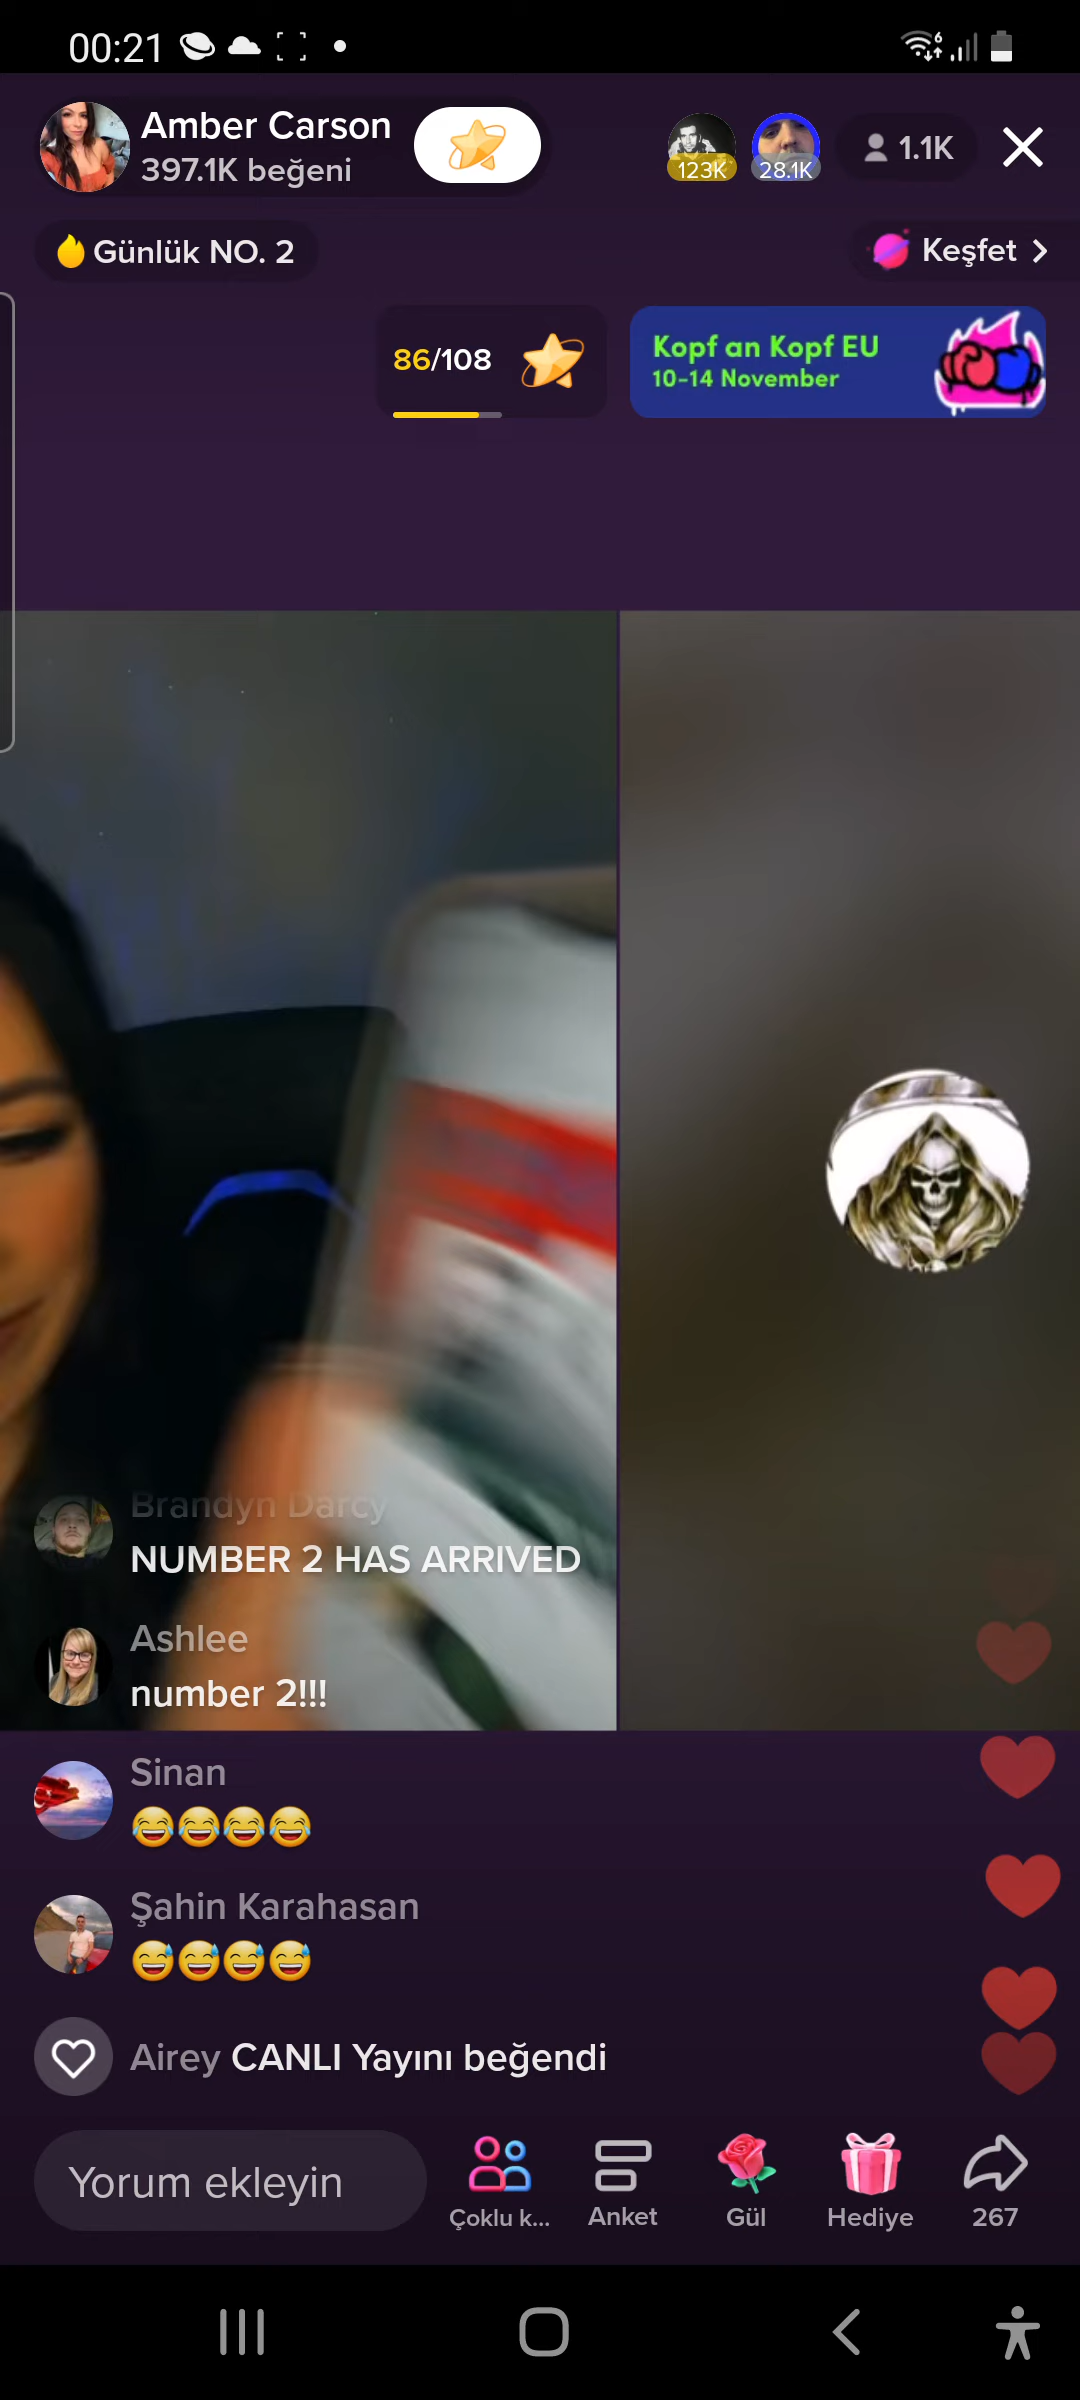 00:21
6
Amber Carson
397.1K beğeni
123K
28.1K
1.1K
Günlük NO. 2
Keşfet
86/108
Kopf an Kopf EU
10-14 November
Brandyn Darcy
NUMBER 2 HAS ARRIVED
Ashlee
number 2!!!
Sinan
😂😂😂😂
Şahin Karahasan
😅😅😅😅
Airey CANLI Yayını beğendi
Yorum ekleyin
Çoklu k...
Anket
Gül
Hediye
267